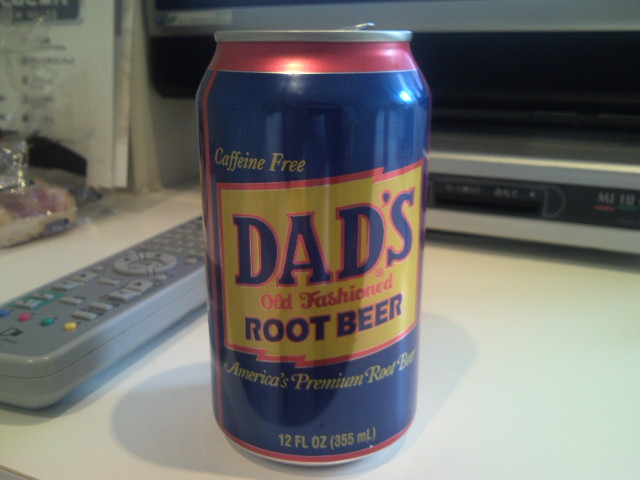 Caffeine Free
DAD'S
®
Old Fashioned
ROOT BEER
America's Premium Root Beer
12 FL OZ (355 mL)